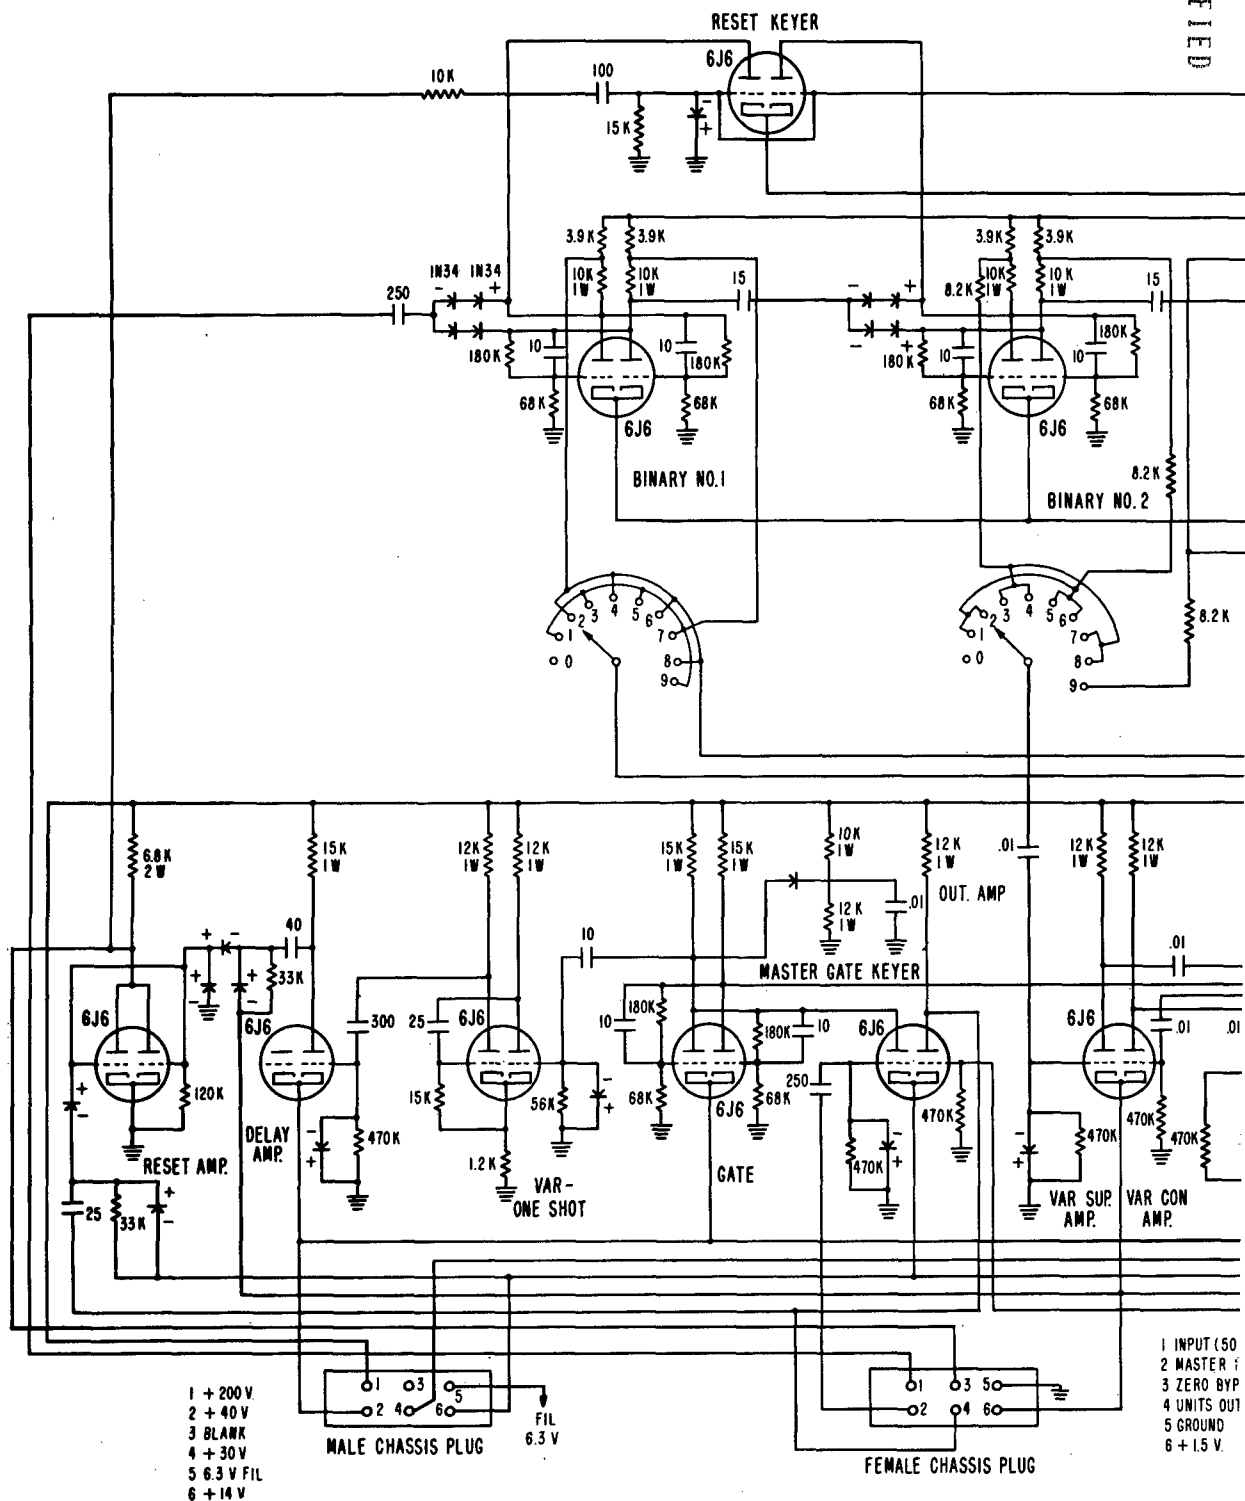 FIED
RESET KEYER
6J6
10K
100
15K
-
+
3.9K
3.9K
3.9K
3.9K
1N34
1N34
-
+
10K
1W
10K
1W
15
250
10K
1W
10K
1W
15
8.2K
-
+
180K
10
10
180K
180K
10
10
180K
68K
68K
68K
68K
6J6
6J6
BINARY NO.1
BINARY NO. 2
8.2K
8.2K
0
1
2
3
4
5
6
7
8
9
0
1
2
3
4
5
6
7
8
9
6.8K
2W
15K
1W
12K
1W
12K
1W
15K
1W
15K
1W
10K
1W
12K
1W
.01
12K
1W
OUT. AMP
.01
12K
1W
12K
1W
40
10
.01
MASTER GATE KEYER
+
-
+
-
+
-
33K
6J6
6J6
300
25
6J6
180K
10
180K
10
6J6
6J6
.01
.01
250
+
-
120K
15K
56K
-
+
68K
68K
6J6
470K
470K
470K
470K
RESET AMP.
DELAY
AMP.
-
+
470K
1.2K
VAR-
ONE SHOT
GATE
-
+
470K
-
+
VAR SUP.
AMP.
VAR CON
AMP.
25
33K
+
-
1 +200 V.
2 +40 V
3 BLANK
4 +30 V
5 6.3 V FIL
6 +14 V
1
3
5
2
4
6
FIL
6.3 V
MALE CHASSIS PLUG
1
3
5
2
4
6
FEMALE CHASSIS PLUG
1 INPUT (50
2 MASTER
3 ZERO BYP
4 UNITS OUT
5 GROUND
6 +1.5 V.